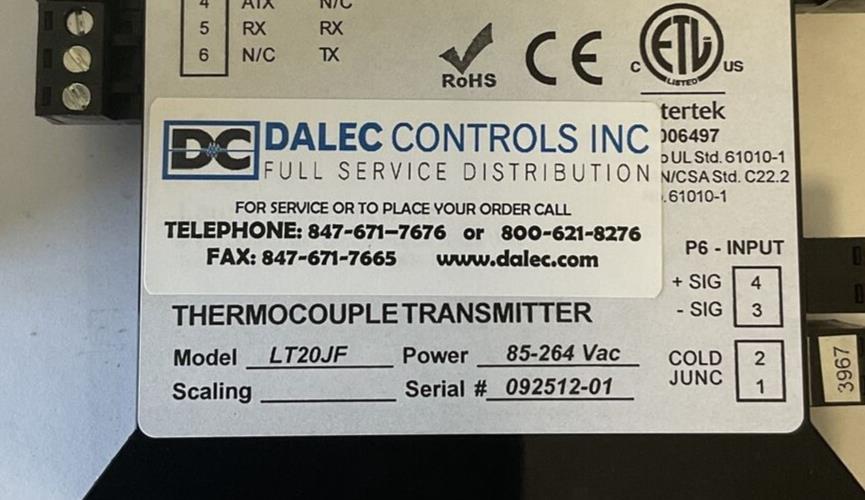 4 ATX N/C
5 RX RX
6 N/C TX
RoHS
CE
C ETL US
LISTED
tertek
006497
UL Std. 61010-1
N/CSA Std. C22.2
.61010-1
DC DALEC CONTROLS INC
FULL SERVICE DISTRIBUTION
FOR SERVICE OR TO PLACE YOUR ORDER CALL
TELEPHONE: 847-671-7676 or 800-621-8276
FAX: 847-671-7665 www.dalec.com
P6 - INPUT
+ SIG 4
- SIG 3
THERMOCOUPLE TRANSMITTER
Model LT20JF Power 85-264 Vac
Scaling Serial # 092512-01
COLD JUNC 2
1
3967